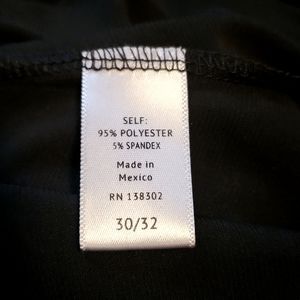 SELF:
95% POLYESTER
5% SPANDEX
Made in
Mexico
RN 138302
30/32